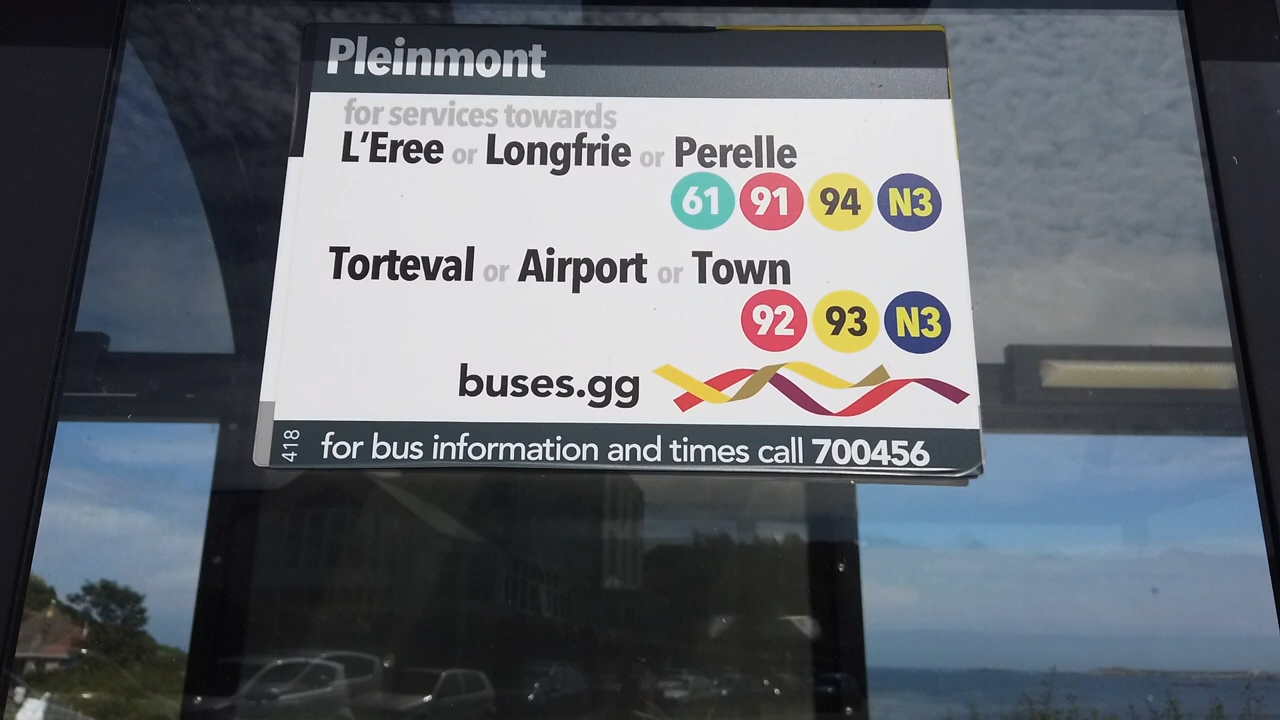 Pleinmont
for services towards
L'Eree or Longfrie or Perelle
61 91 94 N3
Torteval or Airport or Town
92 93 N3
buses.gg
418 for bus information and times call 700456